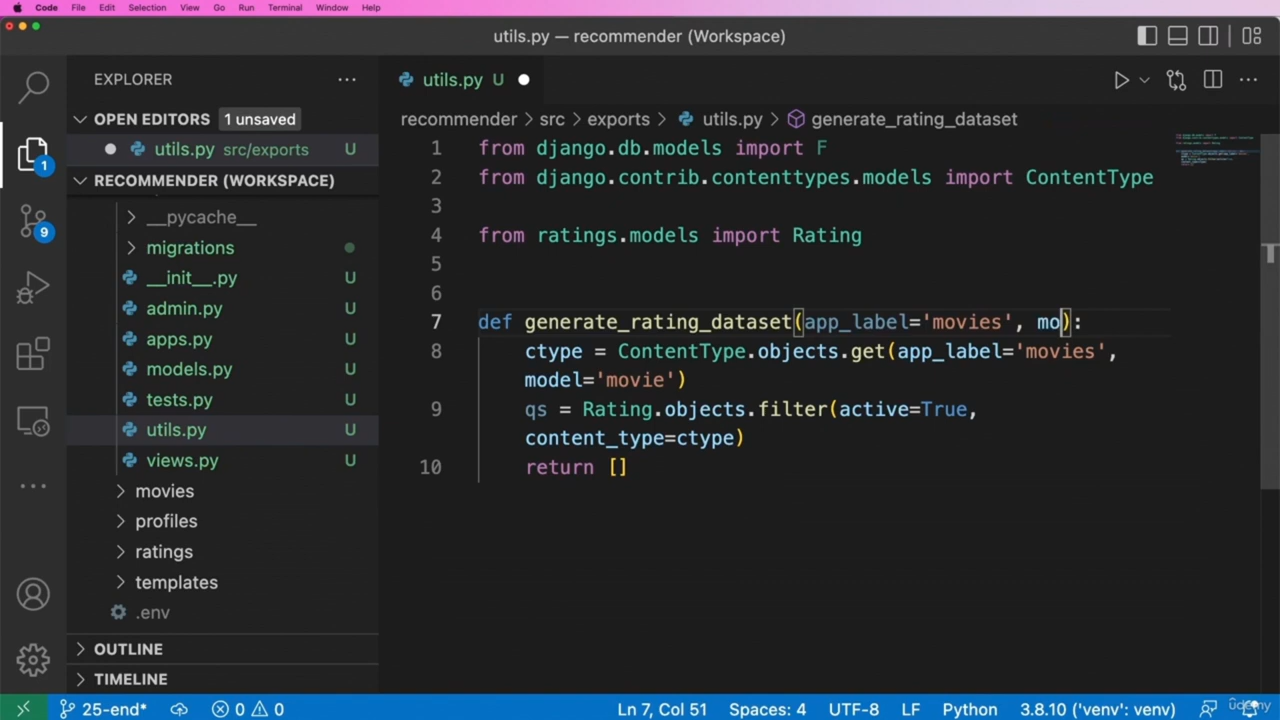 Code File Edit Selection View Go Run Terminal Window Help
utils.py — recommender (Workspace)
EXPLORER
OPEN EDITORS 1 unsaved
utils.py src/exports U
RECOMMENDER (WORKSPACE)
__pycache__
migrations
__init__.py U
admin.py U
apps.py U
models.py U
tests.py U
utils.py U
views.py U
movies
profiles
ratings
templates
.env
OUTLINE
TIMELINE
1
9
utils.py U
recommender > src > exports > utils.py > generate_rating_dataset
1 from django.db.models import F
2 from django.contrib.contenttypes.models import ContentType
3
4 from ratings.models import Rating
5
6
7 def generate_rating_dataset(app_label='movies', mo):
8 ctype = ContentType.objects.get(app_label='movies',
model='movie')
9 qs = Rating.objects.filter(active=True,
content_type=ctype)
10 return []
25-end* 0 0 Ln 7, Col 51 Spaces: 4 UTF-8 LF Python 3.8.10 ('venv': venv)
udemy